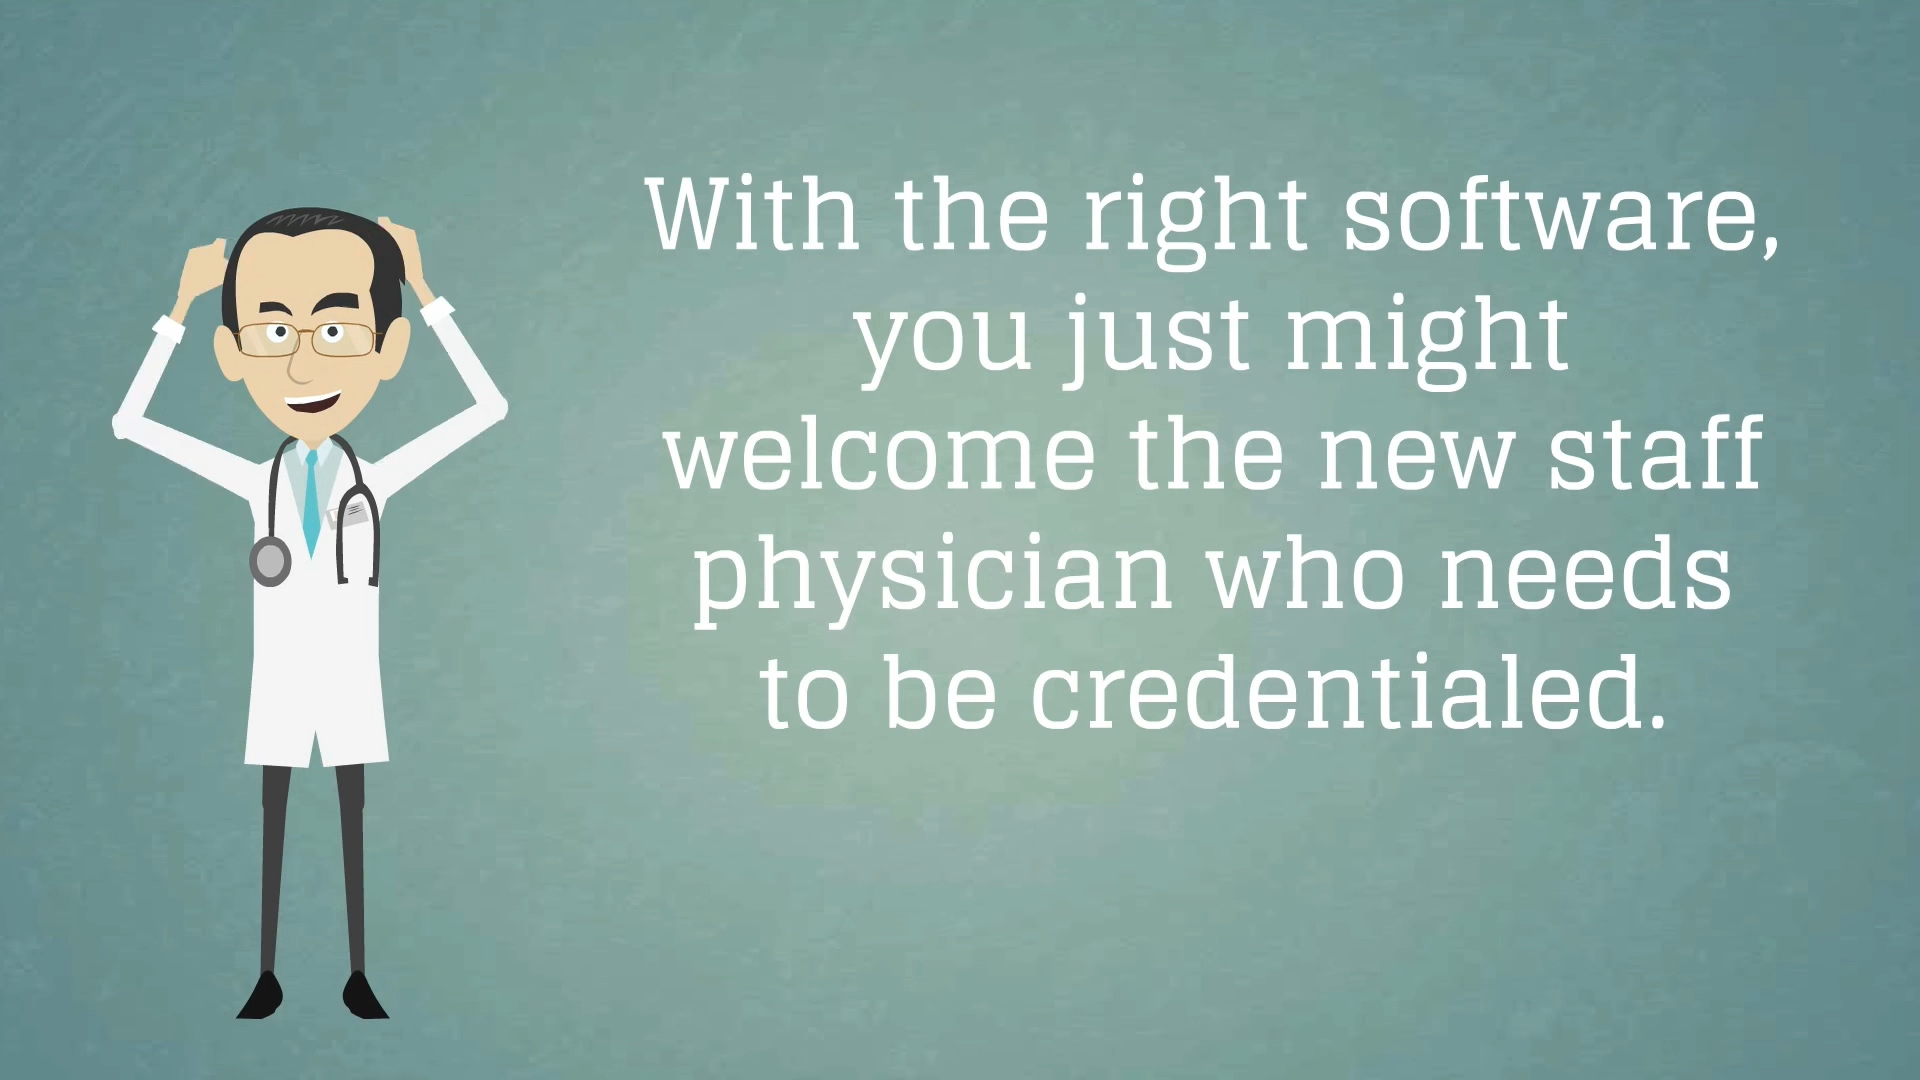 With the right software,
you just might
welcome the new staff
physician who needs
to be credentialed.